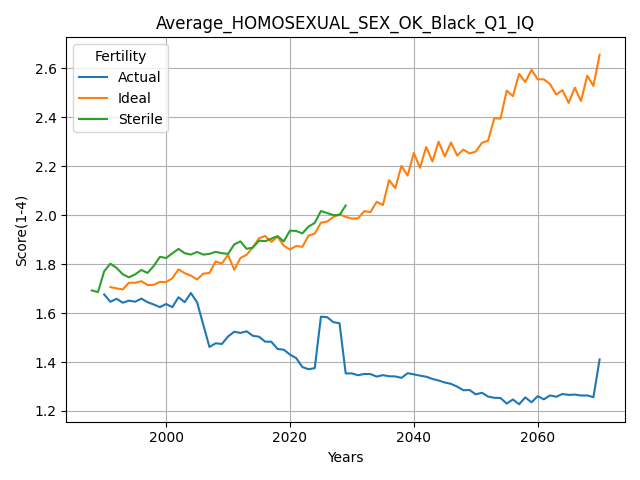 Average_HOMOSEXUAL_SEX_OK_Black_Q1_IQ
Fertility
Actual
Ideal
Sterile
Score(1-4)
2.6
2.4
2.2
2.0
1.8
1.6
1.4
1.2
2000
2020
2040
2060
Years